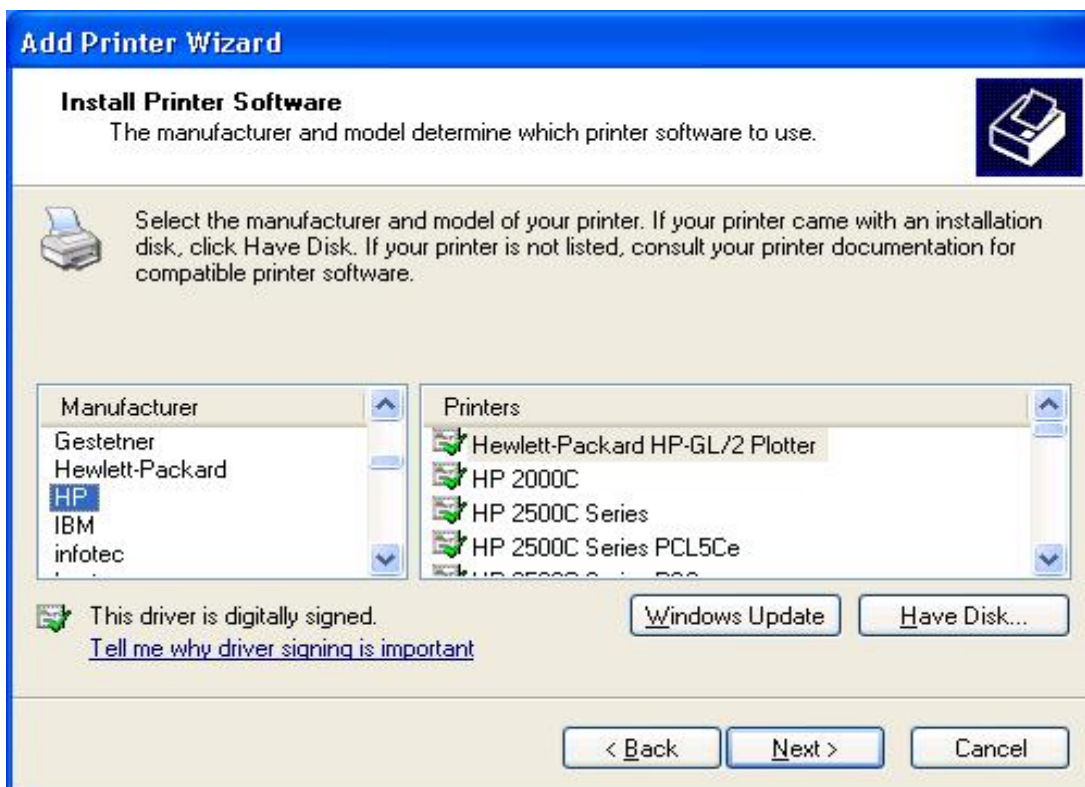 Add Printer Wizard
Install Printer Software
The manufacturer and model determine which printer software to use.
Select the manufacturer and model of your printer. If your printer came with an installation
disk, click Have Disk. If your printer is not listed, consult your printer documentation for
compatible printer software.
Manufacturer
Gestetner
Hewlett-Packard
HP
IBM
infotec
Printers
Hewlett-Packard HP-GL/2 Plotter
HP 2000C
HP 2500C Series
HP 2500C Series PCL5Ce
This driver is digitally signed.
Tell me why driver signing is important
Windows Update
Have Disk...
< Back
Next >
Cancel